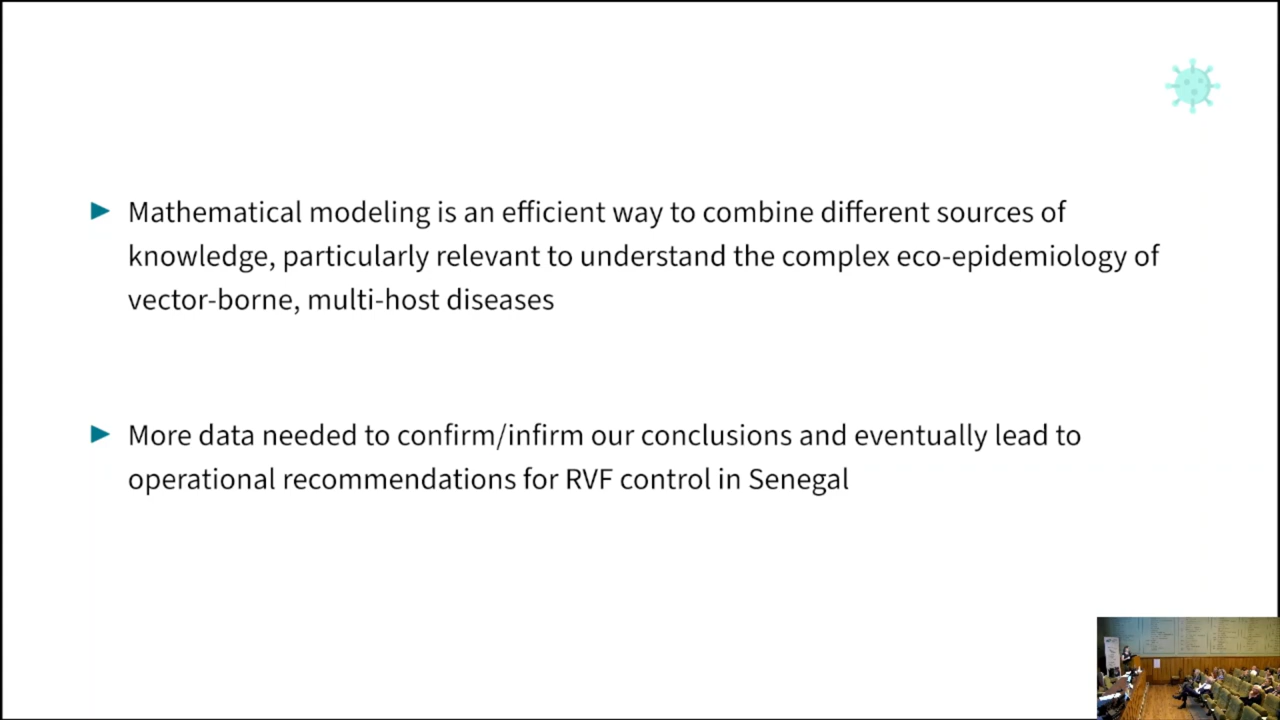 Mathematical modeling is an efficient way to combine different sources of
knowledge, particularly relevant to understand the complex eco-epidemiology of
vector-borne, multi-host diseases
More data needed to confirm/infirm our conclusions and eventually lead to
operational recommendations for RVF control in Senegal